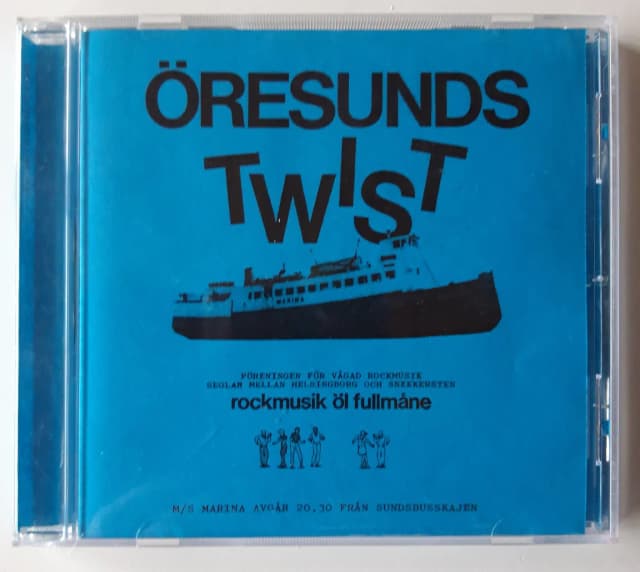 ÖRESUNDS
TWIST
MARINA
FÖRENINGEN FÖR VÅGAD ROCKMUSIK
SEGLAR MELLAN HELSINGBORG OCH SNEKKERSTEN
rockmusik öl fullmåne
M/S MARINA AVGÅR 20.30 FRÅN SUNDSBUSSKAJEN